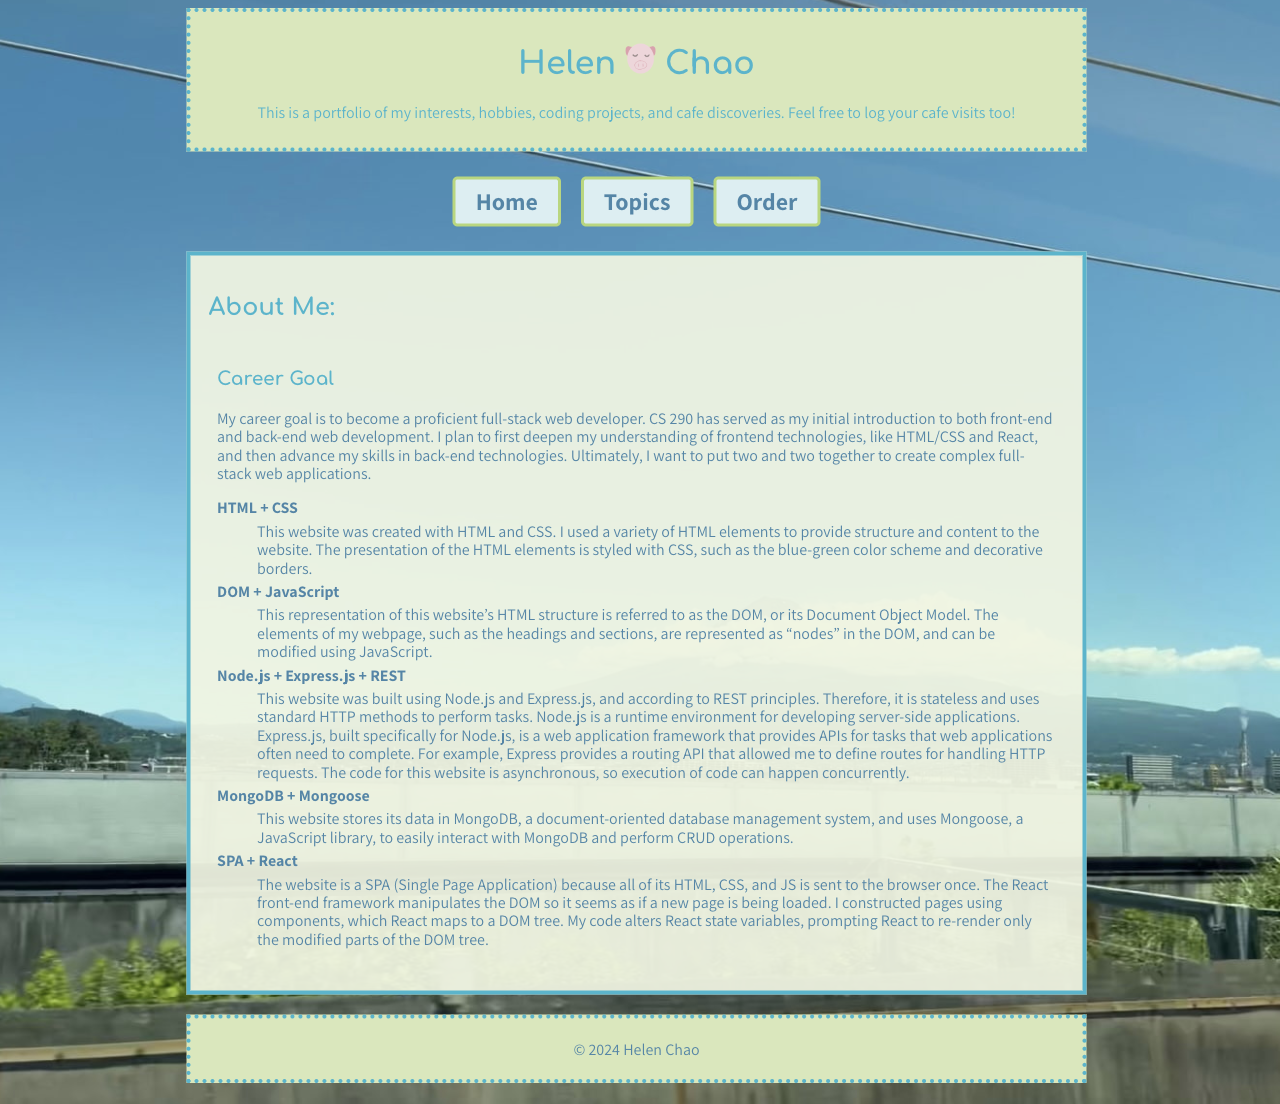 Helen Chao
This is a portfolio of my interests, hobbies, coding projects, and cafe discoveries. Feel free to log your cafe visits too!
Home Topics Order
About Me:
Career Goal
My career goal is to become a proficient full-stack web developer. CS 290 has served as my initial introduction to both front-end
and back-end web development. I plan to first deepen my understanding of frontend technologies, like HTML/CSS and React,
and then advance my skills in back-end technologies. Ultimately, I want to put two and two together to create complex full-
stack web applications.
HTML + CSS
This website was created with HTML and CSS. I used a variety of HTML elements to provide structure and content to the
website. The presentation of the HTML elements is styled with CSS, such as the blue-green color scheme and decorative
borders.
DOM + JavaScript
This representation of this website’s HTML structure is referred to as the DOM, or its Document Object Model. The
elements of my webpage, such as the headings and sections, are represented as “nodes” in the DOM, and can be
modified using JavaScript.
Node.js + Express.js + REST
This website was built using Node.js and Express.js, and according to REST principles. Therefore, it is stateless and uses
standard HTTP methods to perform tasks. Node.js is a runtime environment for developing server-side applications.
Express.js, built specifically for Node.js, is a web application framework that provides APIs for tasks that web applications
often need to complete. For example, Express provides a routing API that allowed me to define routes for handling HTTP
requests. The code for this website is asynchronous, so execution of code can happen concurrently.
MongoDB + Mongoose
This website stores its data in MongoDB, a document-oriented database management system, and uses Mongoose, a
JavaScript library, to easily interact with MongoDB and perform CRUD operations.
SPA + React
The website is a SPA (Single Page Application) because all of its HTML, CSS, and JS is sent to the browser once. The React
front-end framework manipulates the DOM so it seems as if a new page is being loaded. I constructed pages using
components, which React maps to a DOM tree. My code alters React state variables, prompting React to re-render only
the modified parts of the DOM tree.
© 2024 Helen Chao